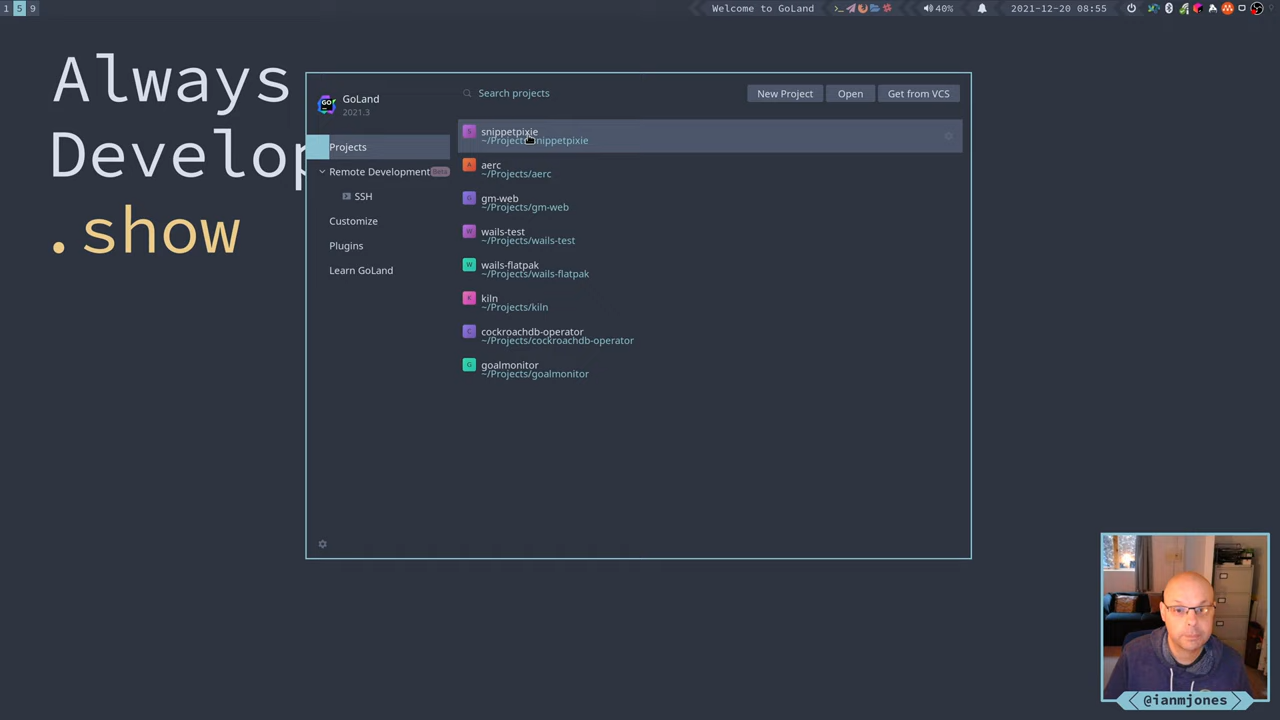 1 5 9
Welcome to GoLand
40%
2021-12-20 08:55
Always
Develop
.show
GO
GoLand
2021.3
Search projects
New Project
Open
Get from VCS
Projects
Remote Development Beta
SSH
Customize
Plugins
Learn GoLand
S
snippetpixie
~/Projects/snippetpixie
A
aerc
~/Projects/aerc
G
gm-web
~/Projects/gm-web
W
wails-test
~/Projects/wails-test
W
wails-flatpak
~/Projects/wails-flatpak
K
kiln
~/Projects/kiln
C
cockroachdb-operator
~/Projects/cockroachdb-operator
G
goalmonitor
~/Projects/goalmonitor
@ianmjones